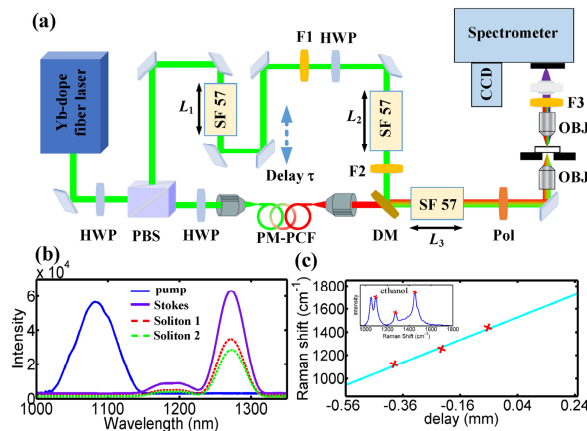 (a)
Yb-dope
fiber laser
HWP
PBS
HWP
L1
SF 57
F1
HWP
Delay τ
L2
SF 57
F2
PM-PCF
DM
SF 57
L3
Pol
Spectrometer
CCD
F3
OBJ
OBJ
(b)
x 10^4
Intensity
6
4
2
0
pump
Stokes
Soliton 1
Soliton 2
1000 1100 1200 1300
Wavelength (nm)
(c)
Raman shift (cm-1)
1800
1600
1400
1200
1000
ethanol
Intensity
1000 1200 1400 1600 1800
Raman Shift (cm-1)
-0.56 -0.36 -0.16 0.04 0.24
delay (mm)